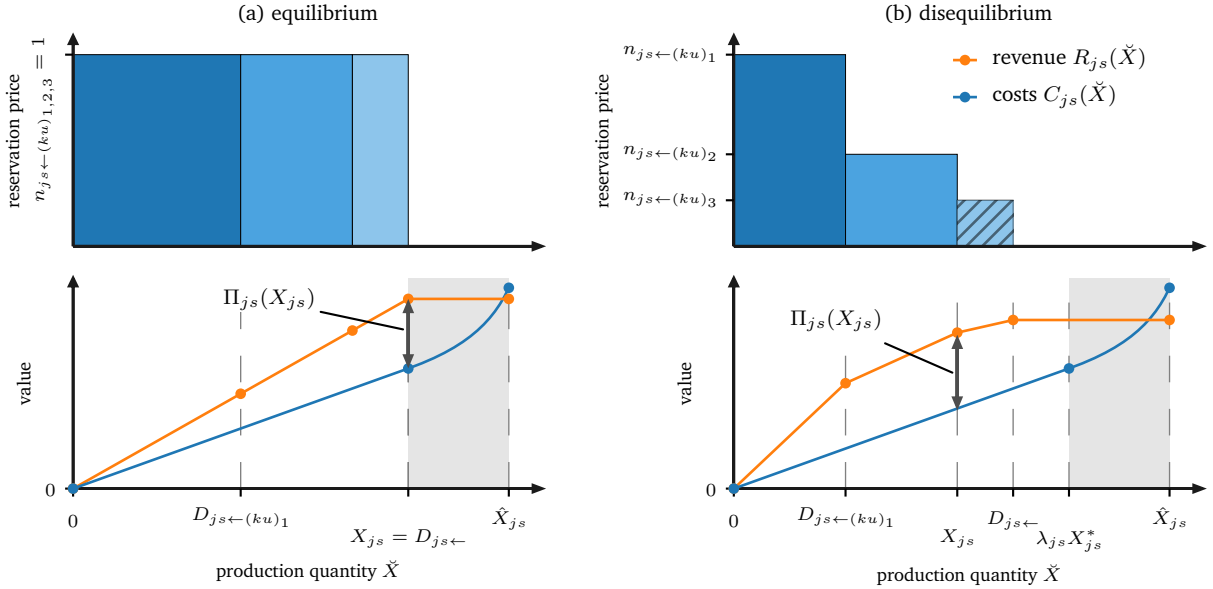 (a) equilibrium
reservation price
n_{js←(ku)_{1,2,3}} = 1
Π_{js}(X_{js})
value
0
0
D_{js←(ku)_1}
X_{js} = D_{js←}
X̂_{js}
production quantity X̆
(b) disequilibrium
reservation price
n_{js←(ku)_1}
n_{js←(ku)_2}
n_{js←(ku)_3}
revenue R_{js}(X̆)
costs C_{js}(X̆)
Π_{js}(X_{js})
value
0
0
D_{js←(ku)_1}
X_{js}
D_{js←}
λ_{js}X*_{js}
X̂_{js}
production quantity X̆